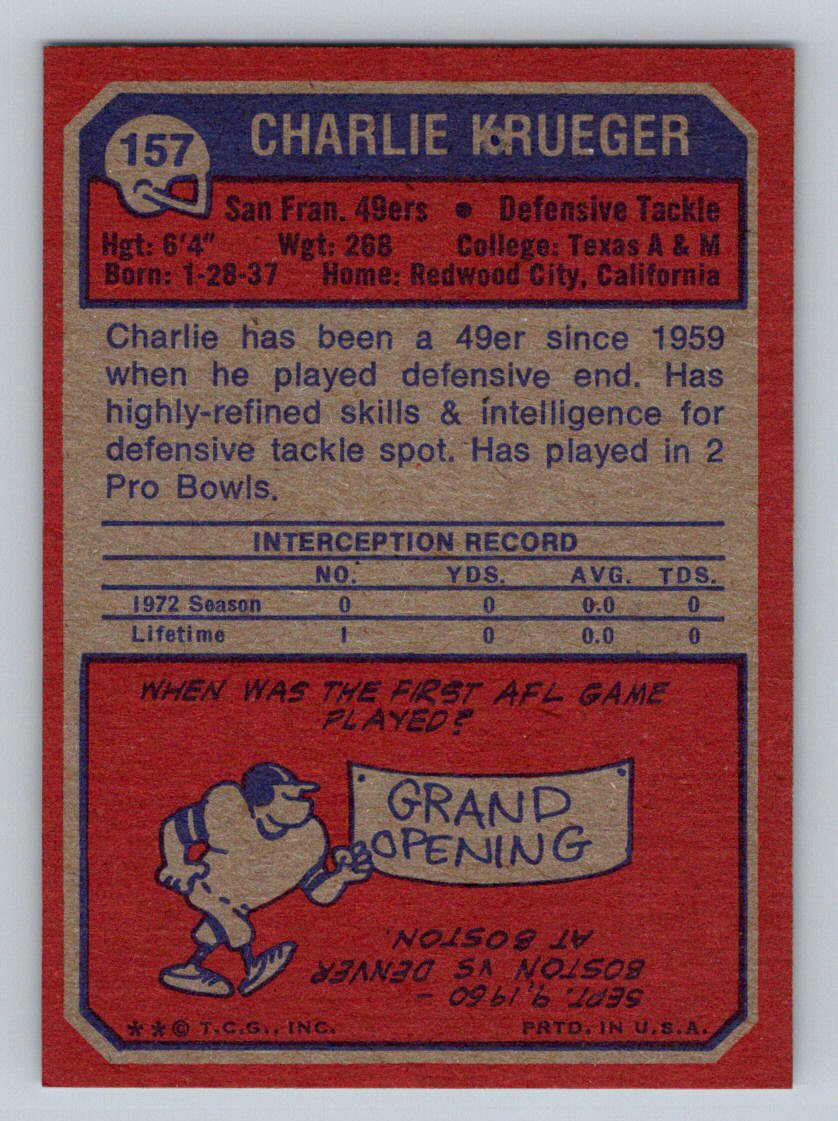 157
CHARLIE KRUEGER
San Fran. 49ers • Defensive Tackle
Hgt: 6'4" Wgt: 268 College: Texas A & M
Born: 1-28-37 Home: Redwood City, California
Charlie has been a 49er since 1959
when he played defensive end. Has
highly-refined skills & intelligence for
defensive tackle spot. Has played in 2
Pro Bowls.
INTERCEPTION RECORD
NO. YDS. AVG. TDS.
1972 Season 0 0 0.0 0
Lifetime 1 0 0.0 0
WHEN WAS THE FIRST AFL GAME
PLAYED?
GRAND
OPENING
SEPT. 9, 1960 –
BOSTON VS DENVER
AT BOSTON.
**© T.C.G., INC. PRTD. IN U.S.A.